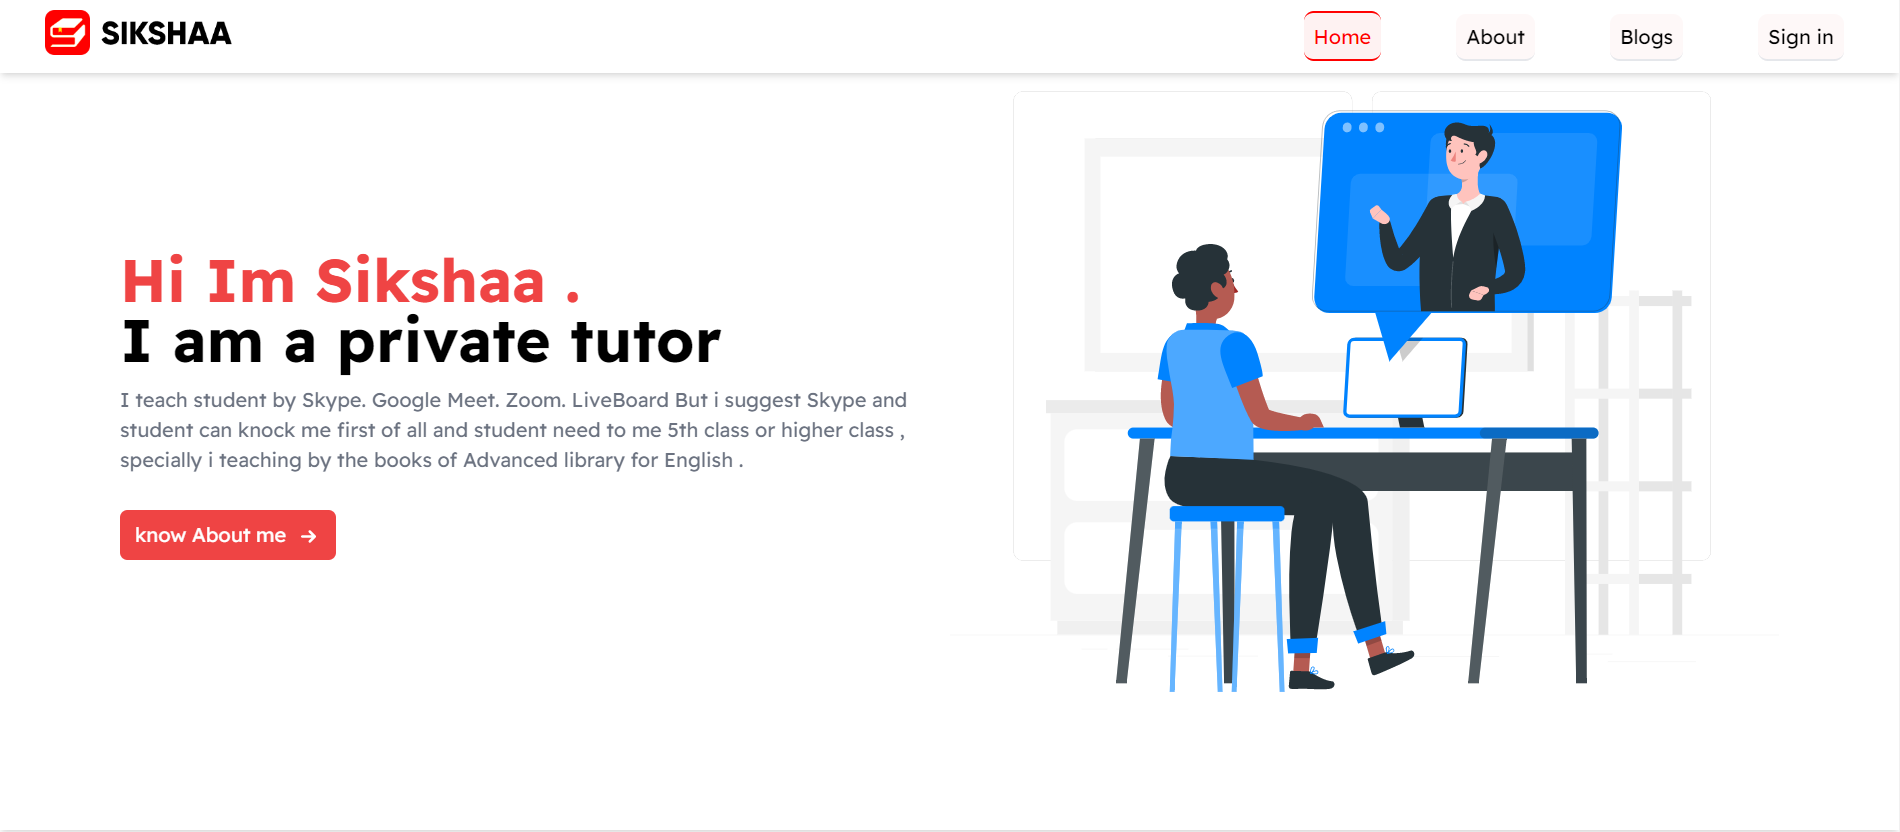 SIKSHAA
Home
About
Blogs
Sign in
Hi Im Sikshaa .
I am a private tutor
I teach student by Skype. Google Meet. Zoom. LiveBoard But i suggest Skype and
student can knock me first of all and student need to me 5th class or higher class ,
specially i teaching by the books of Advanced library for English .
know About me →